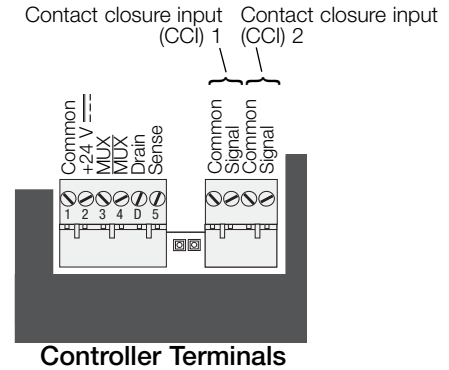 Contact closure input
(CCI) 1
Contact closure input
(CCI) 2
Common
+24 V
MUX
MUX
Drain
Sense
Common
Signal
Common
Signal
1 2 3 4 D 5
Controller Terminals